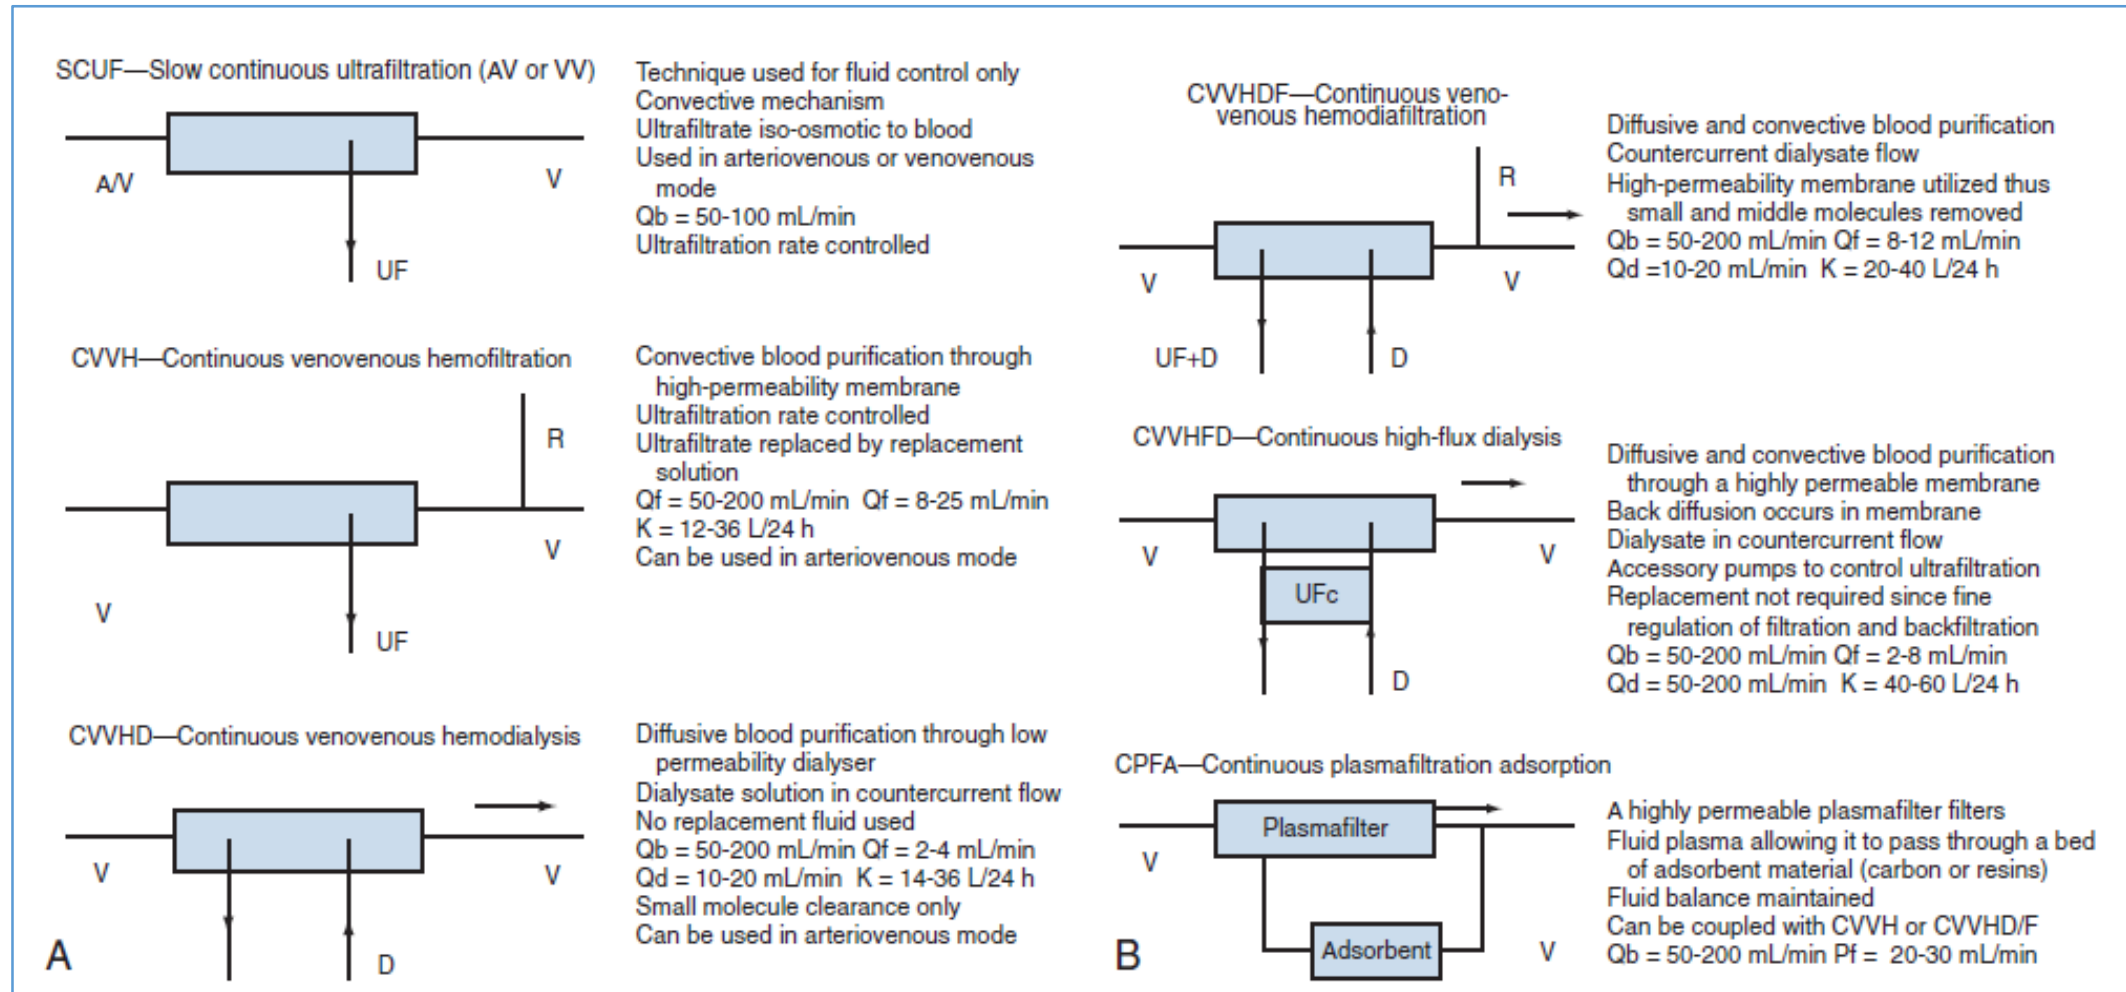 SCUF—Slow continuous ultrafiltration (AV or VV)
A/V
V
UF
Technique used for fluid control only
Convective mechanism
Ultrafiltrate iso-osmotic to blood
Used in arteriovenous or venovenous
mode
Qb = 50-100 mL/min
Ultrafiltration rate controlled
CVVH—Continuous venovenous hemofiltration
R
V
V
UF
Convective blood purification through
high-permeability membrane
Ultrafiltration rate controlled
Ultrafiltrate replaced by replacement
solution
Qf = 50-200 mL/min Qf = 8-25 mL/min
K = 12-36 L/24 h
Can be used in arteriovenous mode
CVVHD—Continuous venovenous hemodialysis
V
V
D
Diffusive blood purification through low
permeability dialyser
Dialysate solution in countercurrent flow
No replacement fluid used
Qb = 50-200 mL/min Qf = 2-4 mL/min
Qd = 10-20 mL/min K = 14-36 L/24 h
Small molecule clearance only
Can be used in arteriovenous mode
A
CVVHDF—Continuous veno-
venous hemodiafiltration
R
V
V
UF+D
D
Diffusive and convective blood purification
Countercurrent dialysate flow
High-permeability membrane utilized thus
small and middle molecules removed
Qb = 50-200 mL/min Qf = 8-12 mL/min
Qd =10-20 mL/min K = 20-40 L/24 h
CVVHFD—Continuous high-flux dialysis
V
V
UFc
D
Diffusive and convective blood purification
through a highly permeable membrane
Back diffusion occurs in membrane
Dialysate in countercurrent flow
Accessory pumps to control ultrafiltration
Replacement not required since fine
regulation of filtration and backfiltration
Qb = 50-200 mL/min Qf = 2-8 mL/min
Qd = 50-200 mL/min K = 40-60 L/24 h
CPFA—Continuous plasmafiltration adsorption
Plasmafilter
V
Adsorbent
V
A highly permeable plasmafilter filters
Fluid plasma allowing it to pass through a bed
of adsorbent material (carbon or resins)
Fluid balance maintained
Can be coupled with CVVH or CVVHD/F
Qb = 50-200 mL/min Pf = 20-30 mL/min
B